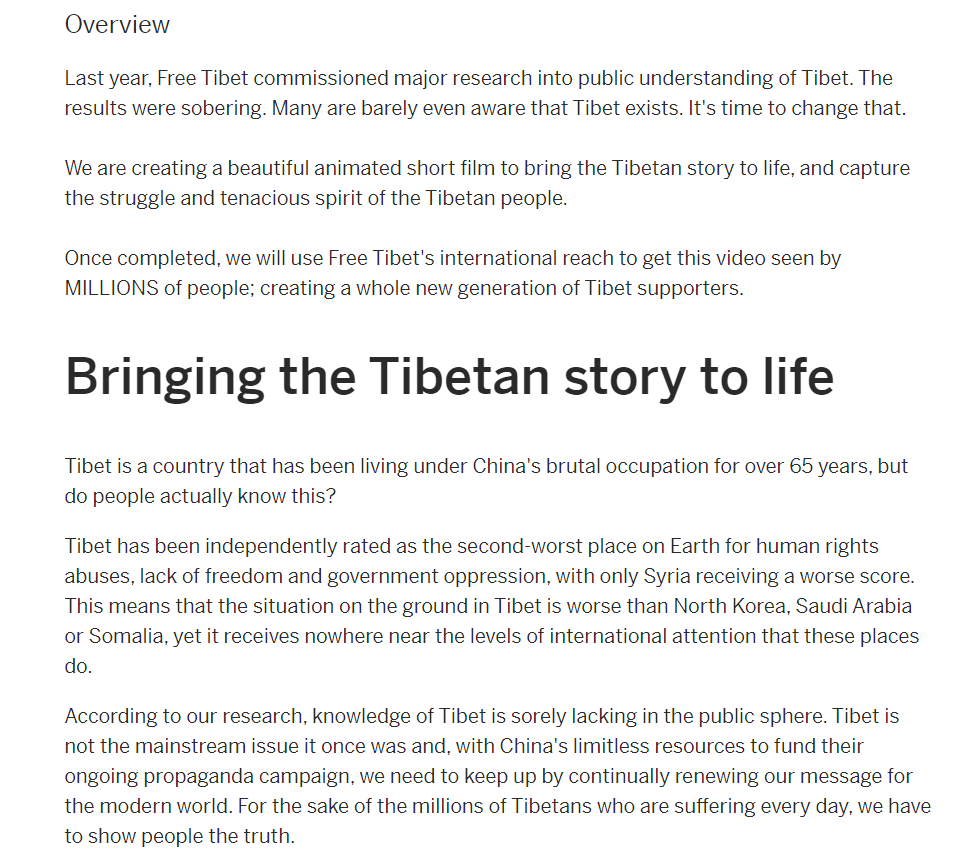 Overview
Last year, Free Tibet commissioned major research into public understanding of Tibet. The
results were sobering. Many are barely even aware that Tibet exists. It's time to change that.
We are creating a beautiful animated short film to bring the Tibetan story to life, and capture
the struggle and tenacious spirit of the Tibetan people.
Once completed, we will use Free Tibet's international reach to get this video seen by
MILLIONS of people; creating a whole new generation of Tibet supporters.
Bringing the Tibetan story to life
Tibet is a country that has been living under China's brutal occupation for over 65 years, but
do people actually know this?
Tibet has been independently rated as the second-worst place on Earth for human rights
abuses, lack of freedom and government oppression, with only Syria receiving a worse score.
This means that the situation on the ground in Tibet is worse than North Korea, Saudi Arabia
or Somalia, yet it receives nowhere near the levels of international attention that these places
do.
According to our research, knowledge of Tibet is sorely lacking in the public sphere. Tibet is
not the mainstream issue it once was and, with China's limitless resources to fund their
ongoing propaganda campaign, we need to keep up by continually renewing our message for
the modern world. For the sake of the millions of Tibetans who are suffering every day, we have
to show people the truth.